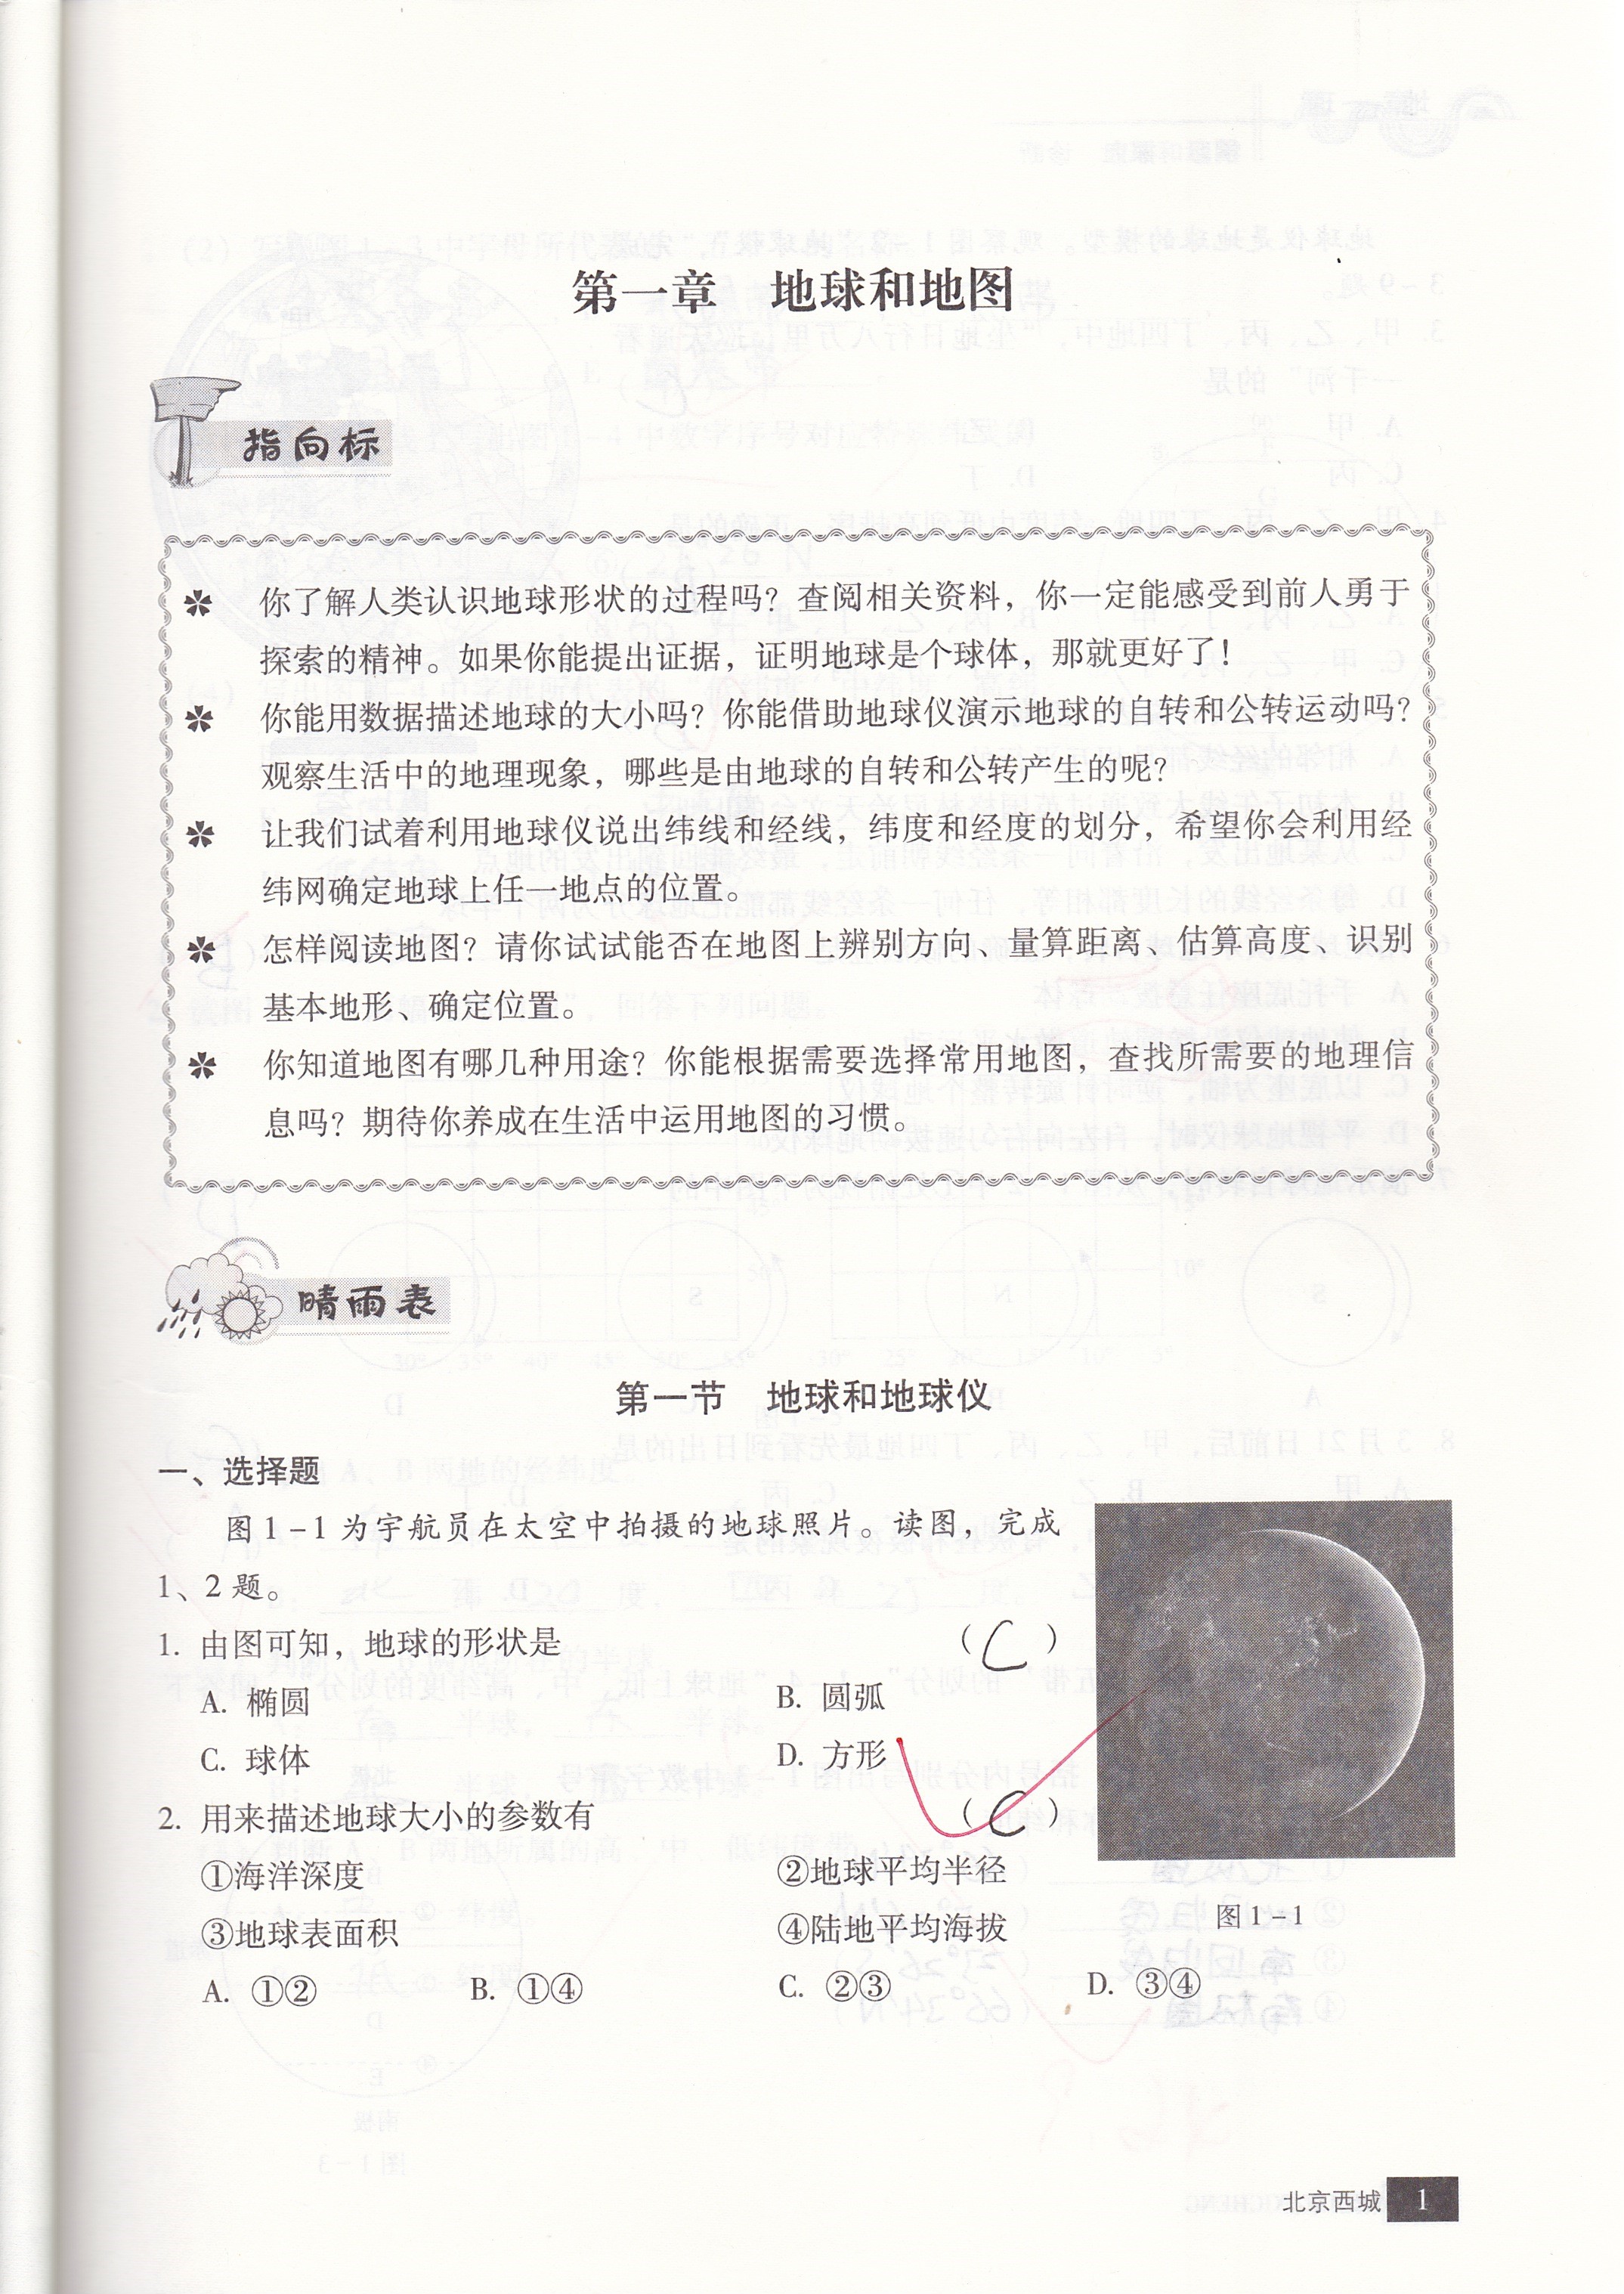 第一章　地球和地图
指向标
你了解人类认识地球形状的过程吗？查阅相关资料，你一定能感受到前人勇于
探索的精神。如果你能提出证据，证明地球是个球体，那就更好了！
你能用数据描述地球的大小吗？你能借助地球仪演示地球的自转和公转运动吗？
观察生活中的地理现象，哪些是由地球的自转和公转产生的呢？
让我们试着利用地球仪说出纬线和经线，纬度和经度的划分，希望你会利用经
纬网确定地球上任一地点的位置。
怎样阅读地图？请你试试能否在地图上辨别方向、量算距离、估算高度、识别
基本地形、确定位置。
你知道地图有哪几种用途？你能根据需要选择常用地图，查找所需要的地理信
息吗？期待你养成在生活中运用地图的习惯。
晴雨表
第一节　地球和地球仪
一、选择题
图1-1为宇航员在太空中拍摄的地球照片。读图，完成
1、2题。
1. 由图可知，地球的形状是（C）
A. 椭圆　B. 圆弧
C. 球体　D. 方形
2. 用来描述地球大小的参数有（C）
①海洋深度　②地球平均半径
③地球表面积　④陆地平均海拔
A. ①②　B. ①④　C. ②③　D. ③④
图1-1
北京西城 1